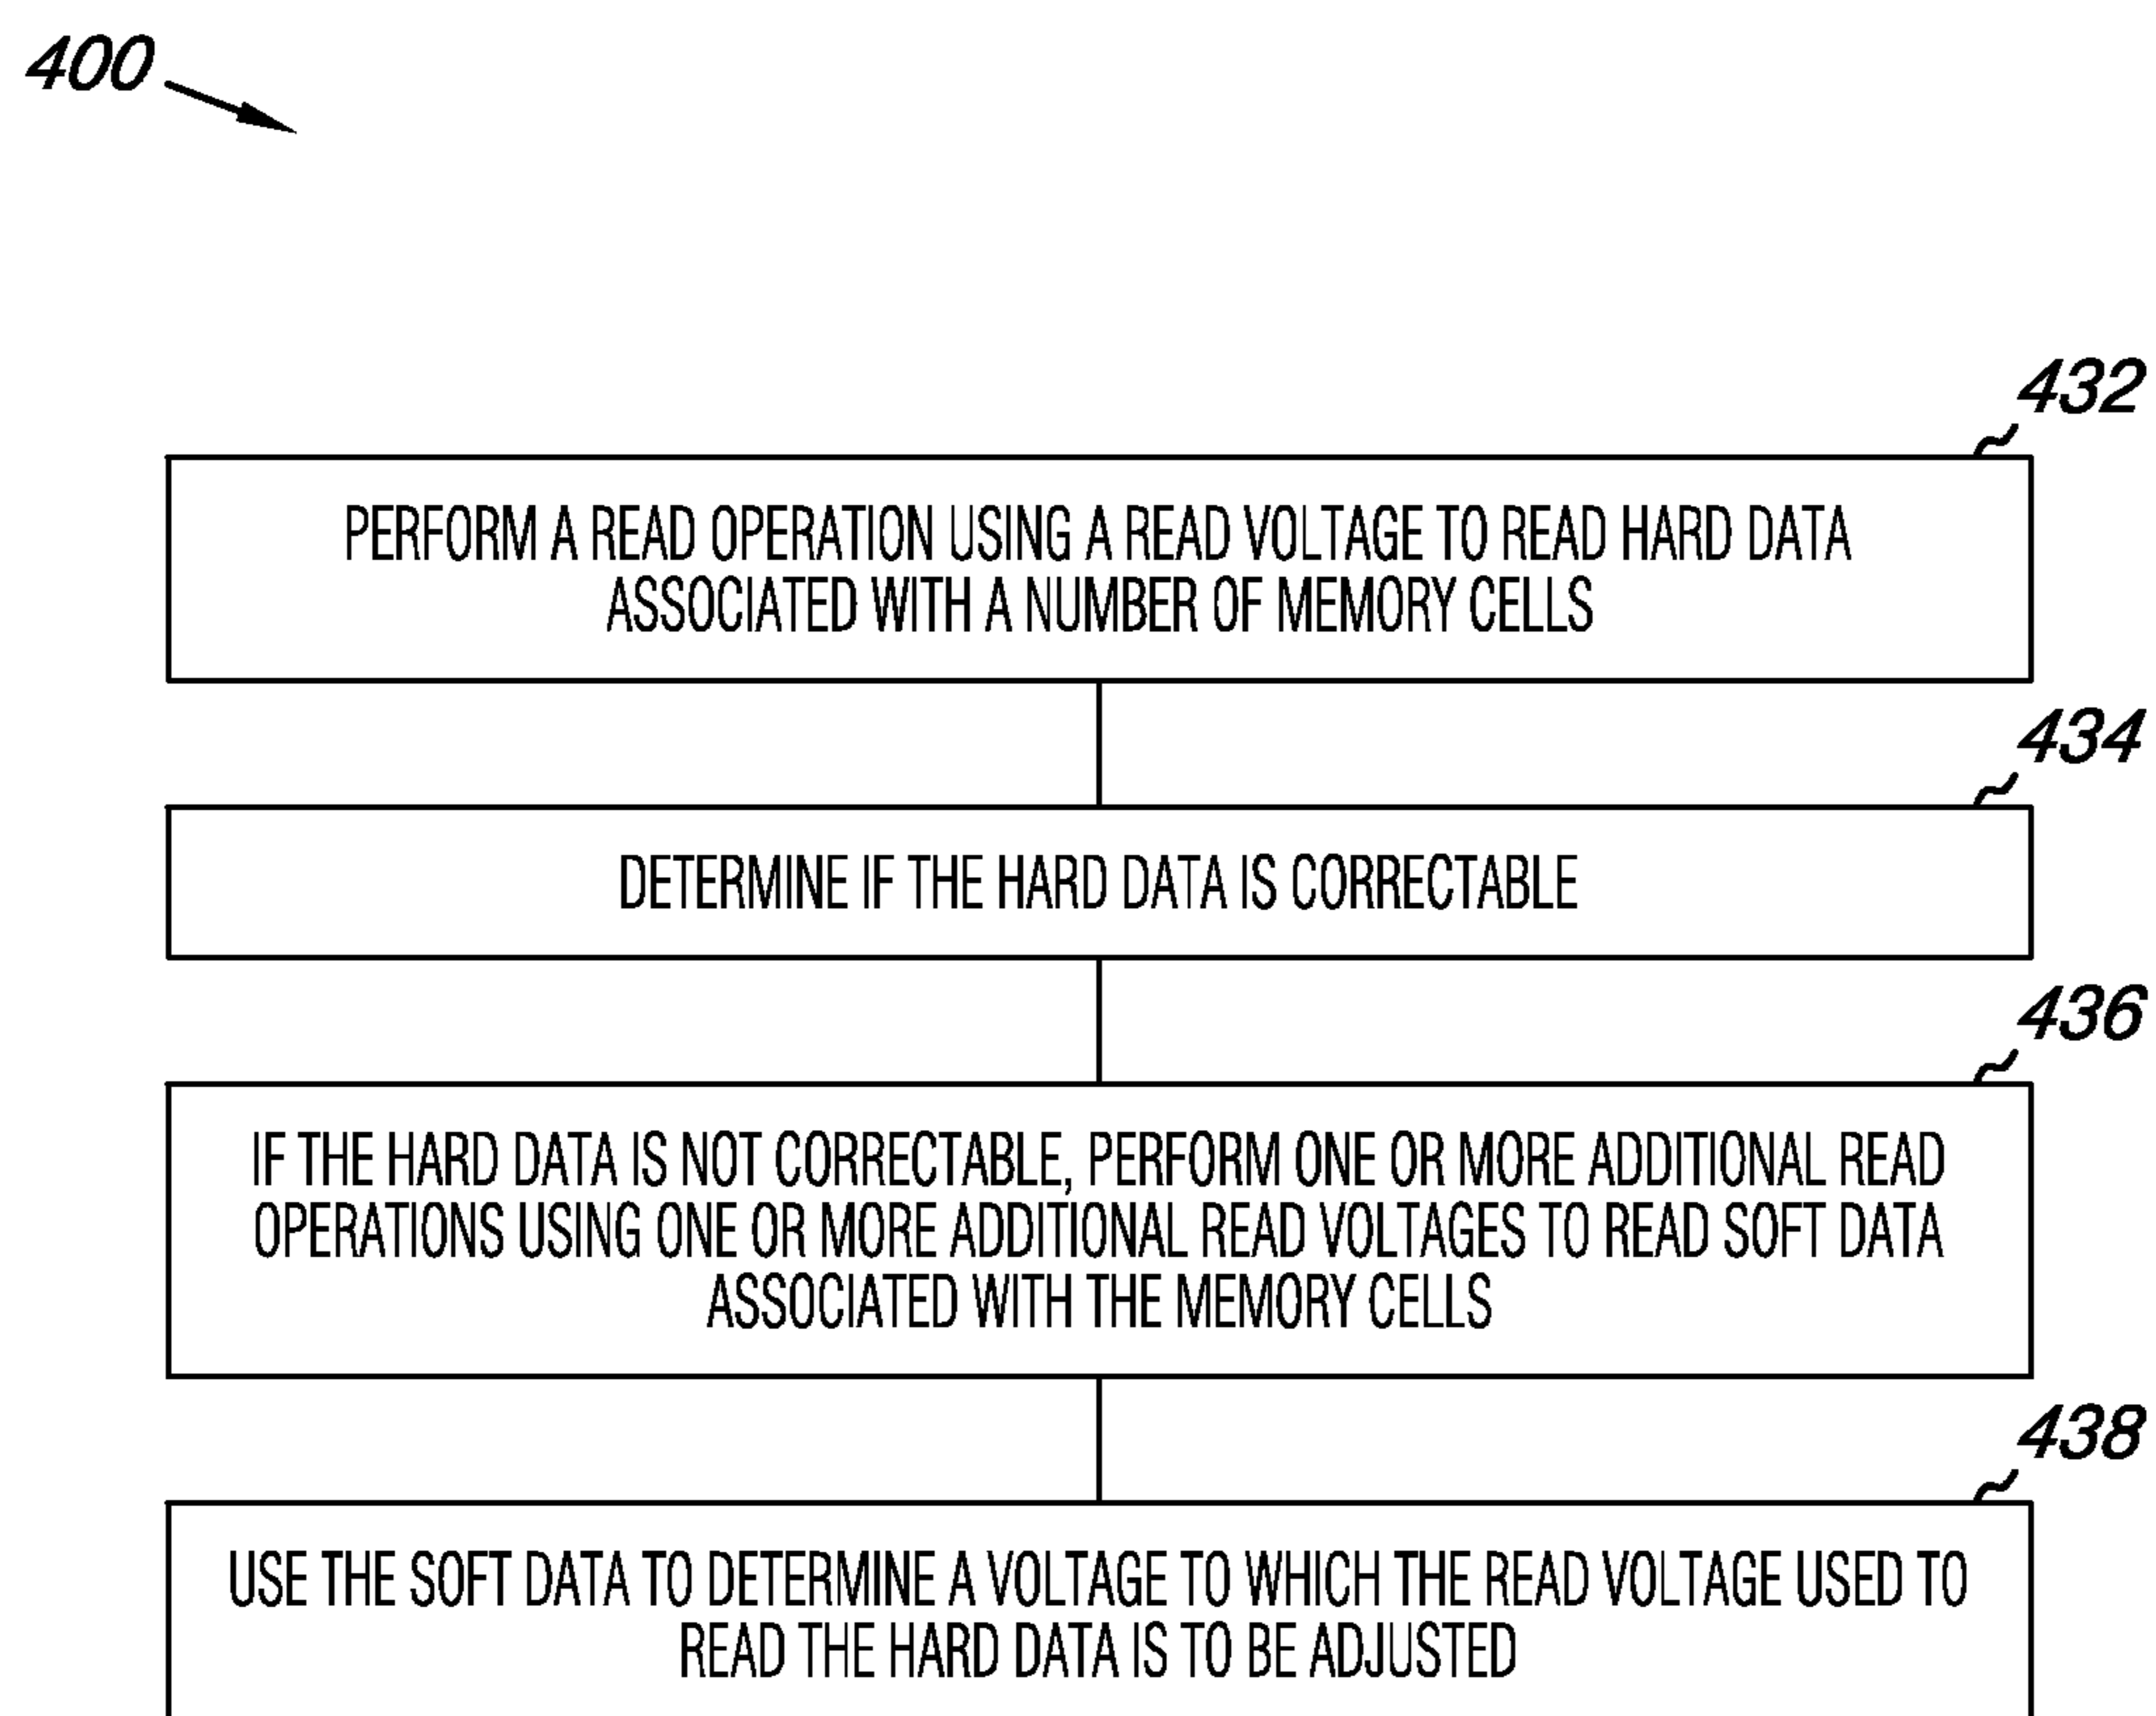 400
432
PERFORM A READ OPERATION USING A READ VOLTAGE TO READ HARD DATA
ASSOCIATED WITH A NUMBER OF MEMORY CELLS
434
DETERMINE IF THE HARD DATA IS CORRECTABLE
436
IF THE HARD DATA IS NOT CORRECTABLE, PERFORM ONE OR MORE ADDITIONAL READ
OPERATIONS USING ONE OR MORE ADDITIONAL READ VOLTAGES TO READ SOFT DATA
ASSOCIATED WITH THE MEMORY CELLS
438
USE THE SOFT DATA TO DETERMINE A VOLTAGE TO WHICH THE READ VOLTAGE USED TO
READ THE HARD DATA IS TO BE ADJUSTED